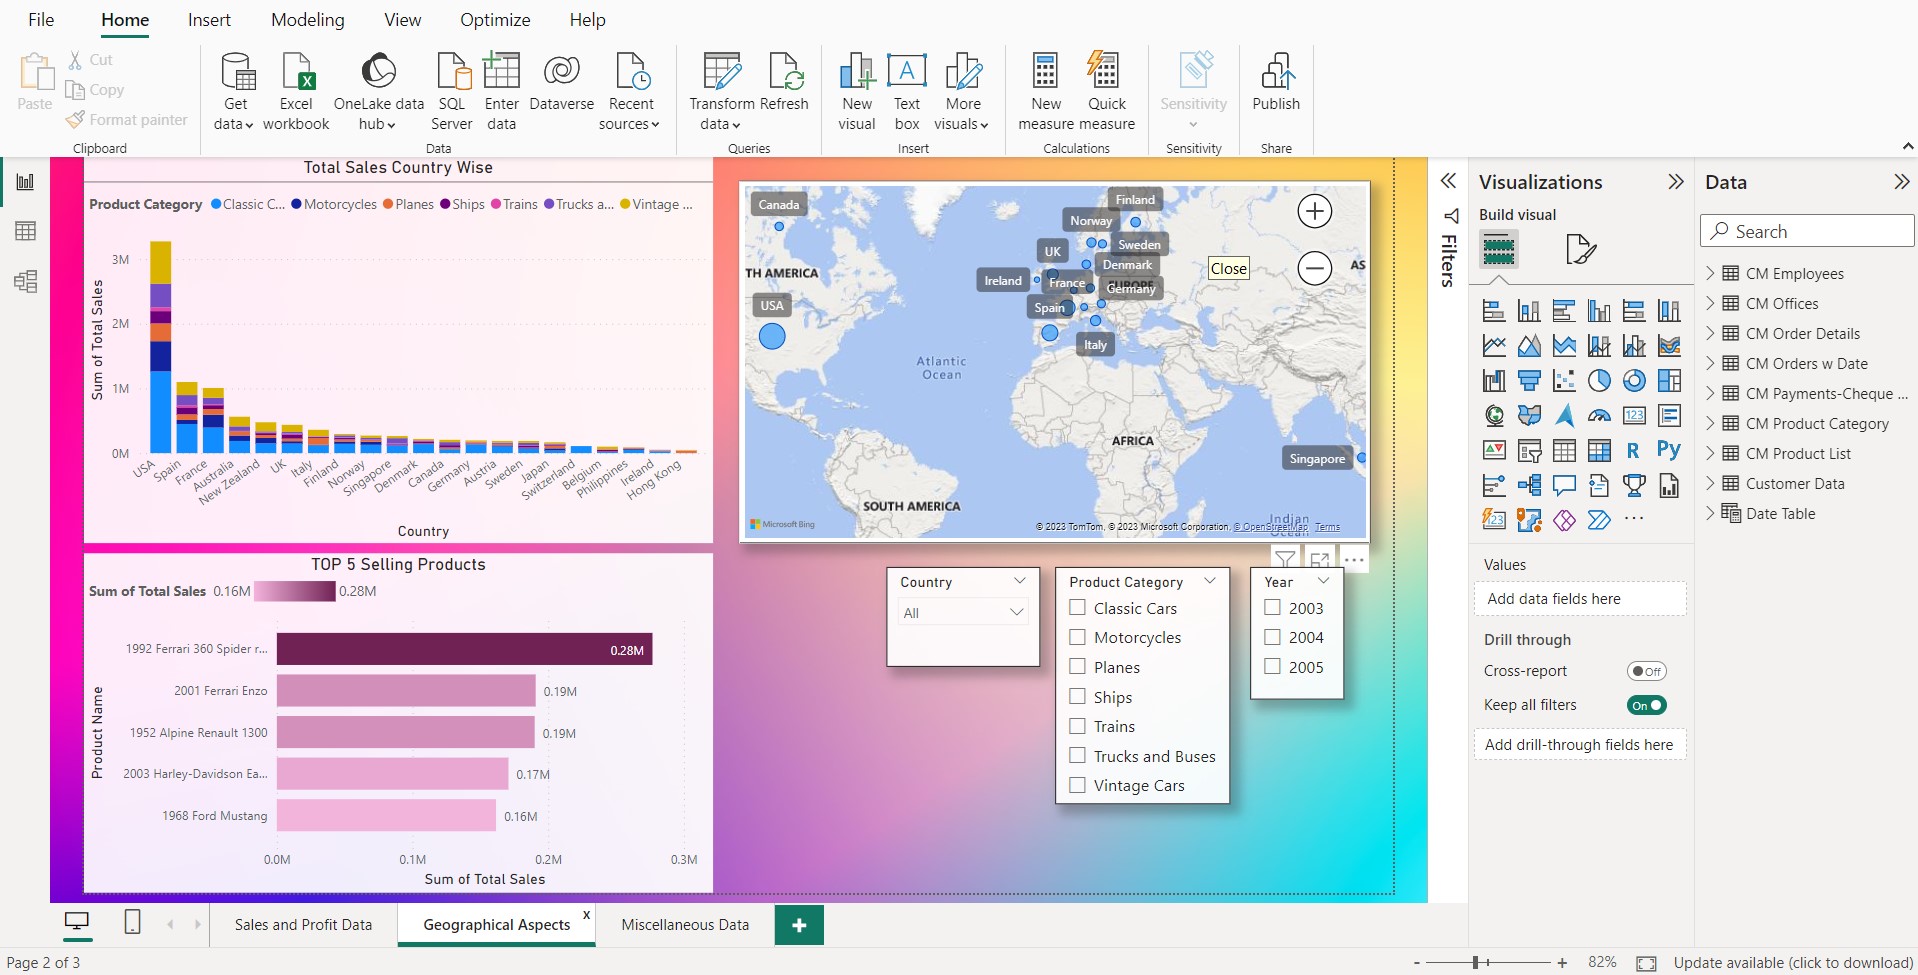 File Home Insert Modeling View Optimize Help
Paste
Cut
Copy
Format painter
Clipboard
Get data
Excel workbook
OneLake data hub
SQL Server
Enter data
Dataverse
Recent sources
Data
Transform data
Refresh
Queries
New visual
Text box
More visuals
Insert
New measure
Quick measure
Calculations
Sensitivity
Sensitivity
Publish
Share
Total Sales Country Wise
Product Category Classic C... Motorcycles Planes Ships Trains Trucks a... Vintage ...
Sum of Total Sales
3M
2M
1M
0M
USA
Spain
France
Australia
New Zealand
UK
Italy
Finland
Norway
Singapore
Denmark
Canada
Germany
Austria
Sweden
Japan
Switzerland
Belgium
Philippines
Ireland
Hong Kong
Country
TOP 5 Selling Products
Sum of Total Sales 0.16M 0.28M
Product Name
1992 Ferrari 360 Spider r... 0.28M
2001 Ferrari Enzo 0.19M
1952 Alpine Renault 1300 0.19M
2003 Harley-Davidson Ea... 0.17M
1968 Ford Mustang 0.16M
0.0M 0.1M 0.2M 0.3M
Sum of Total Sales
Canada
Finland
Norway
UK
Sweden
TH AMERICA
Ireland
France
Denmark
Close
AS
EUROPE
Germany
USA
Spain
Italy
Atlantic
Ocean
AFRICA
Singapore
SOUTH AMERICA
Indian
Ocean
Microsoft Bing
© 2023 TomTom, © 2023 Microsoft Corporation, © OpenStreetMap Terms
Country
All
Product Category
Classic Cars
Motorcycles
Planes
Ships
Trains
Trucks and Buses
Vintage Cars
Year
2003
2004
2005
Filters
Visualizations
Build visual
123
R
Py
123
Values
Add data fields here
Drill through
Cross-report Off
Keep all filters On
Add drill-through fields here
Data
Search
CM Employees
CM Offices
CM Order Details
CM Orders w Date
CM Payments-Cheque ...
CM Product Category
CM Product List
Customer Data
Date Table
Sales and Profit Data
Geographical Aspects x
Miscellaneous Data
+
Page 2 of 3
- + 82%
Update available (click to download)